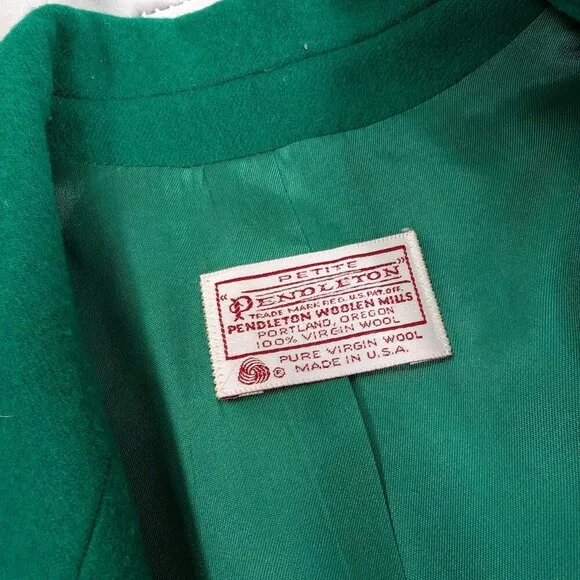 PETITE
"PENDLETON"
TRADE MARK REG. U.S. PAT. OFF.
PENDLETON WOOLEN MILLS
PORTLAND, OREGON
100% VIRGIN WOOL
® PURE VIRGIN WOOL
MADE IN U.S.A.